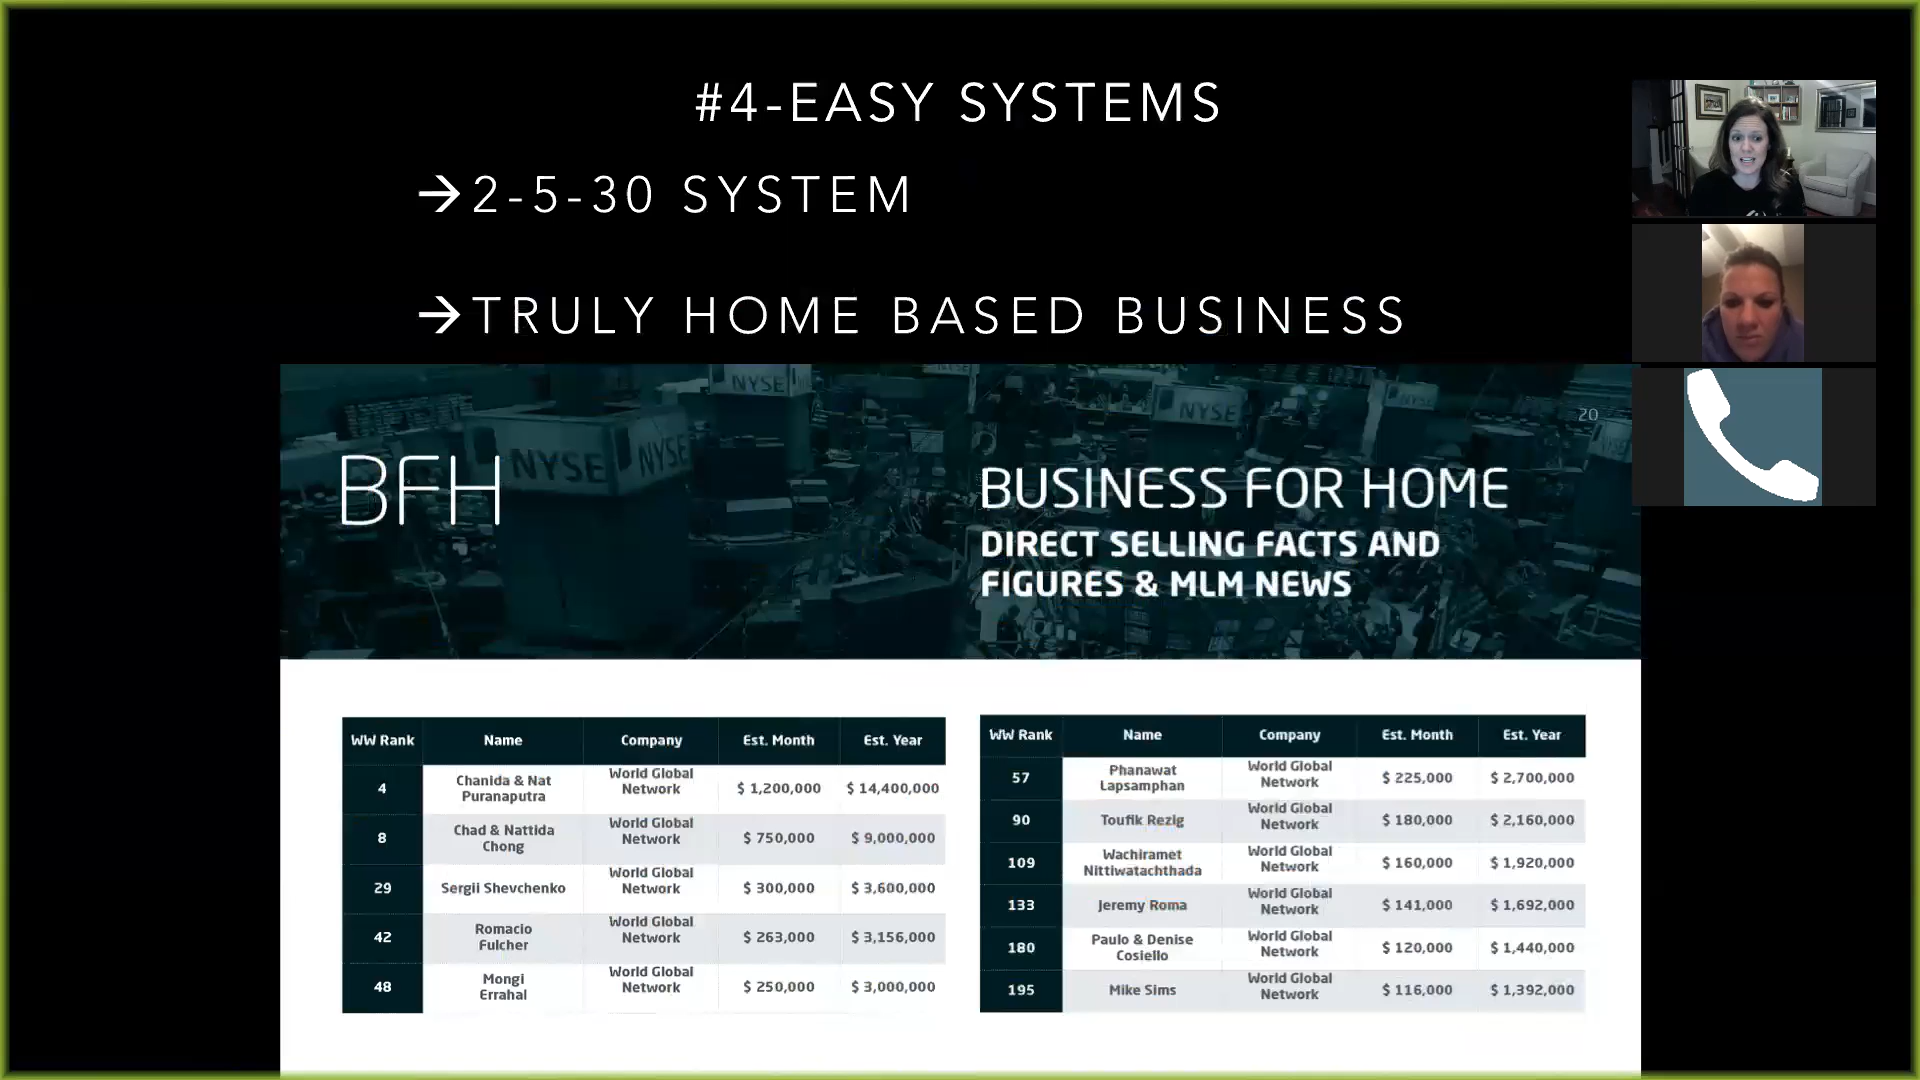 #4-EASY SYSTEMS
→2-5-30 SYSTEM
→TRULY HOME BASED BUSINESS
NYSE
NYSE
NYSE
NYSE
NYSE
20
BFH
BUSINESS FOR HOME
DIRECT SELLING FACTS AND
FIGURES & MLM NEWS
WW Rank Name Company Est. Month Est. Year
4 Chanida & Nat Puranaputra World Global Network $ 1,200,000 $ 14,400,000
8 Chad & Nattida Chong World Global Network $ 750,000 $ 9,000,000
29 Sergii Shevchenko World Global Network $ 300,000 $ 3,600,000
42 Romacio Fulcher World Global Network $ 263,000 $ 3,156,000
48 Mongi Errahal World Global Network $ 250,000 $ 3,000,000
WW Rank Name Company Est. Month Est. Year
57 Phanawat Lapsamphan World Global Network $ 225,000 $ 2,700,000
90 Toufik Rezig World Global Network $ 180,000 $ 2,160,000
109 Wachiramet Nittiwatachthada World Global Network $ 160,000 $ 1,920,000
133 Jeremy Roma World Global Network $ 141,000 $ 1,692,000
180 Paulo & Denise Cosiello World Global Network $ 120,000 $ 1,440,000
195 Mike Sims World Global Network $ 116,000 $ 1,392,000